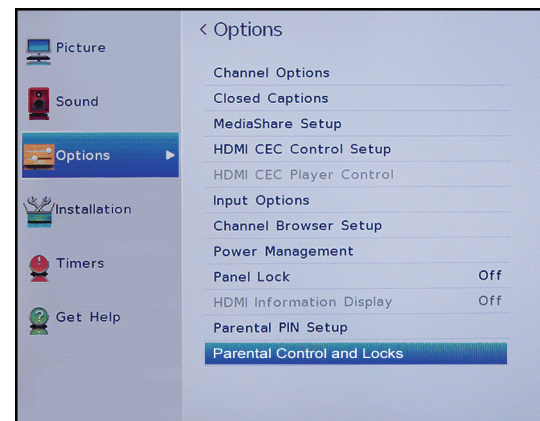 Picture
Sound
Options
Installation
Timers
Get Help
< Options
Channel Options
Closed Captions
MediaShare Setup
HDMI CEC Control Setup
HDMI CEC Player Control
Input Options
Channel Browser Setup
Power Management
Panel Lock Off
HDMI Information Display Off
Parental PIN Setup
Parental Control and Locks